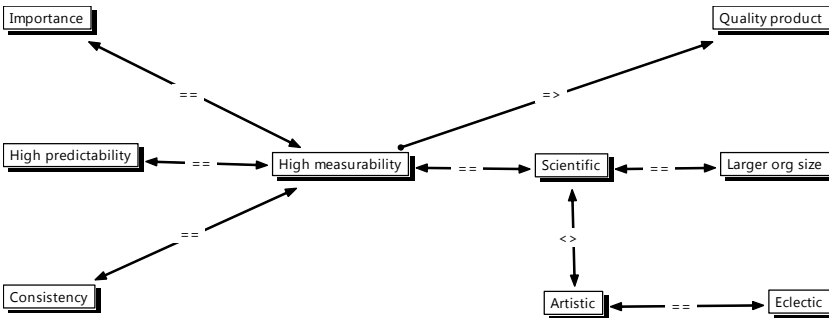 Importance
Quality product
==
=>
High predictability
==
High measurability
==
Scientific
==
Larger org size
==
<>
Consistency
Artistic
==
Eclectic